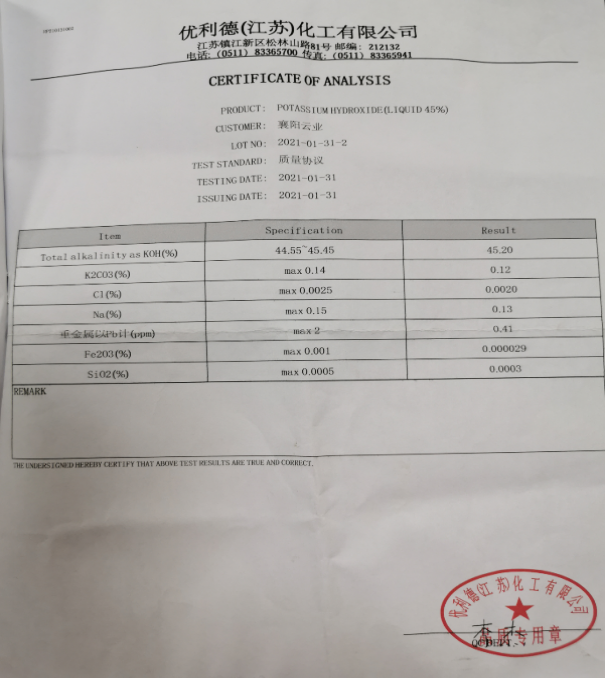 优利德(江苏)化工有限公司
江苏镇江新区松林山路81号 邮编: 212132
电话: (0511) 83365700 传真: (0511) 83365941
CERTIFICATE OF ANALYSIS
PRODUCT: POTASSIUM HYDROXIDE(LIQUID 45%)
CUSTOMER: 襄阳云业
LOT NO: 2021-01-31-2
TEST STANDARD: 质量协议
TESTING DATE: 2021-01-31
ISSUING DATE: 2021-01-31
Item Specification Result
Total alkalinity as KOH(%) 44.55~45.45 45.20
K2CO3(%) max 0.14 0.12
Cl(%) max 0.0025 0.0020
Na(%) max 0.15 0.13
重金属以Pb计(ppm) max 2 0.41
Fe2O3(%) max 0.001 0.000029
SiO2(%) max 0.0005 0.0003
REMARK
THE UNDERSIGNED HEREBY CERTIFY THAT ABOVE TEST RESULTS ARE TRUE AND CORRECT.
优利德(江苏)化工有限公司
专用章